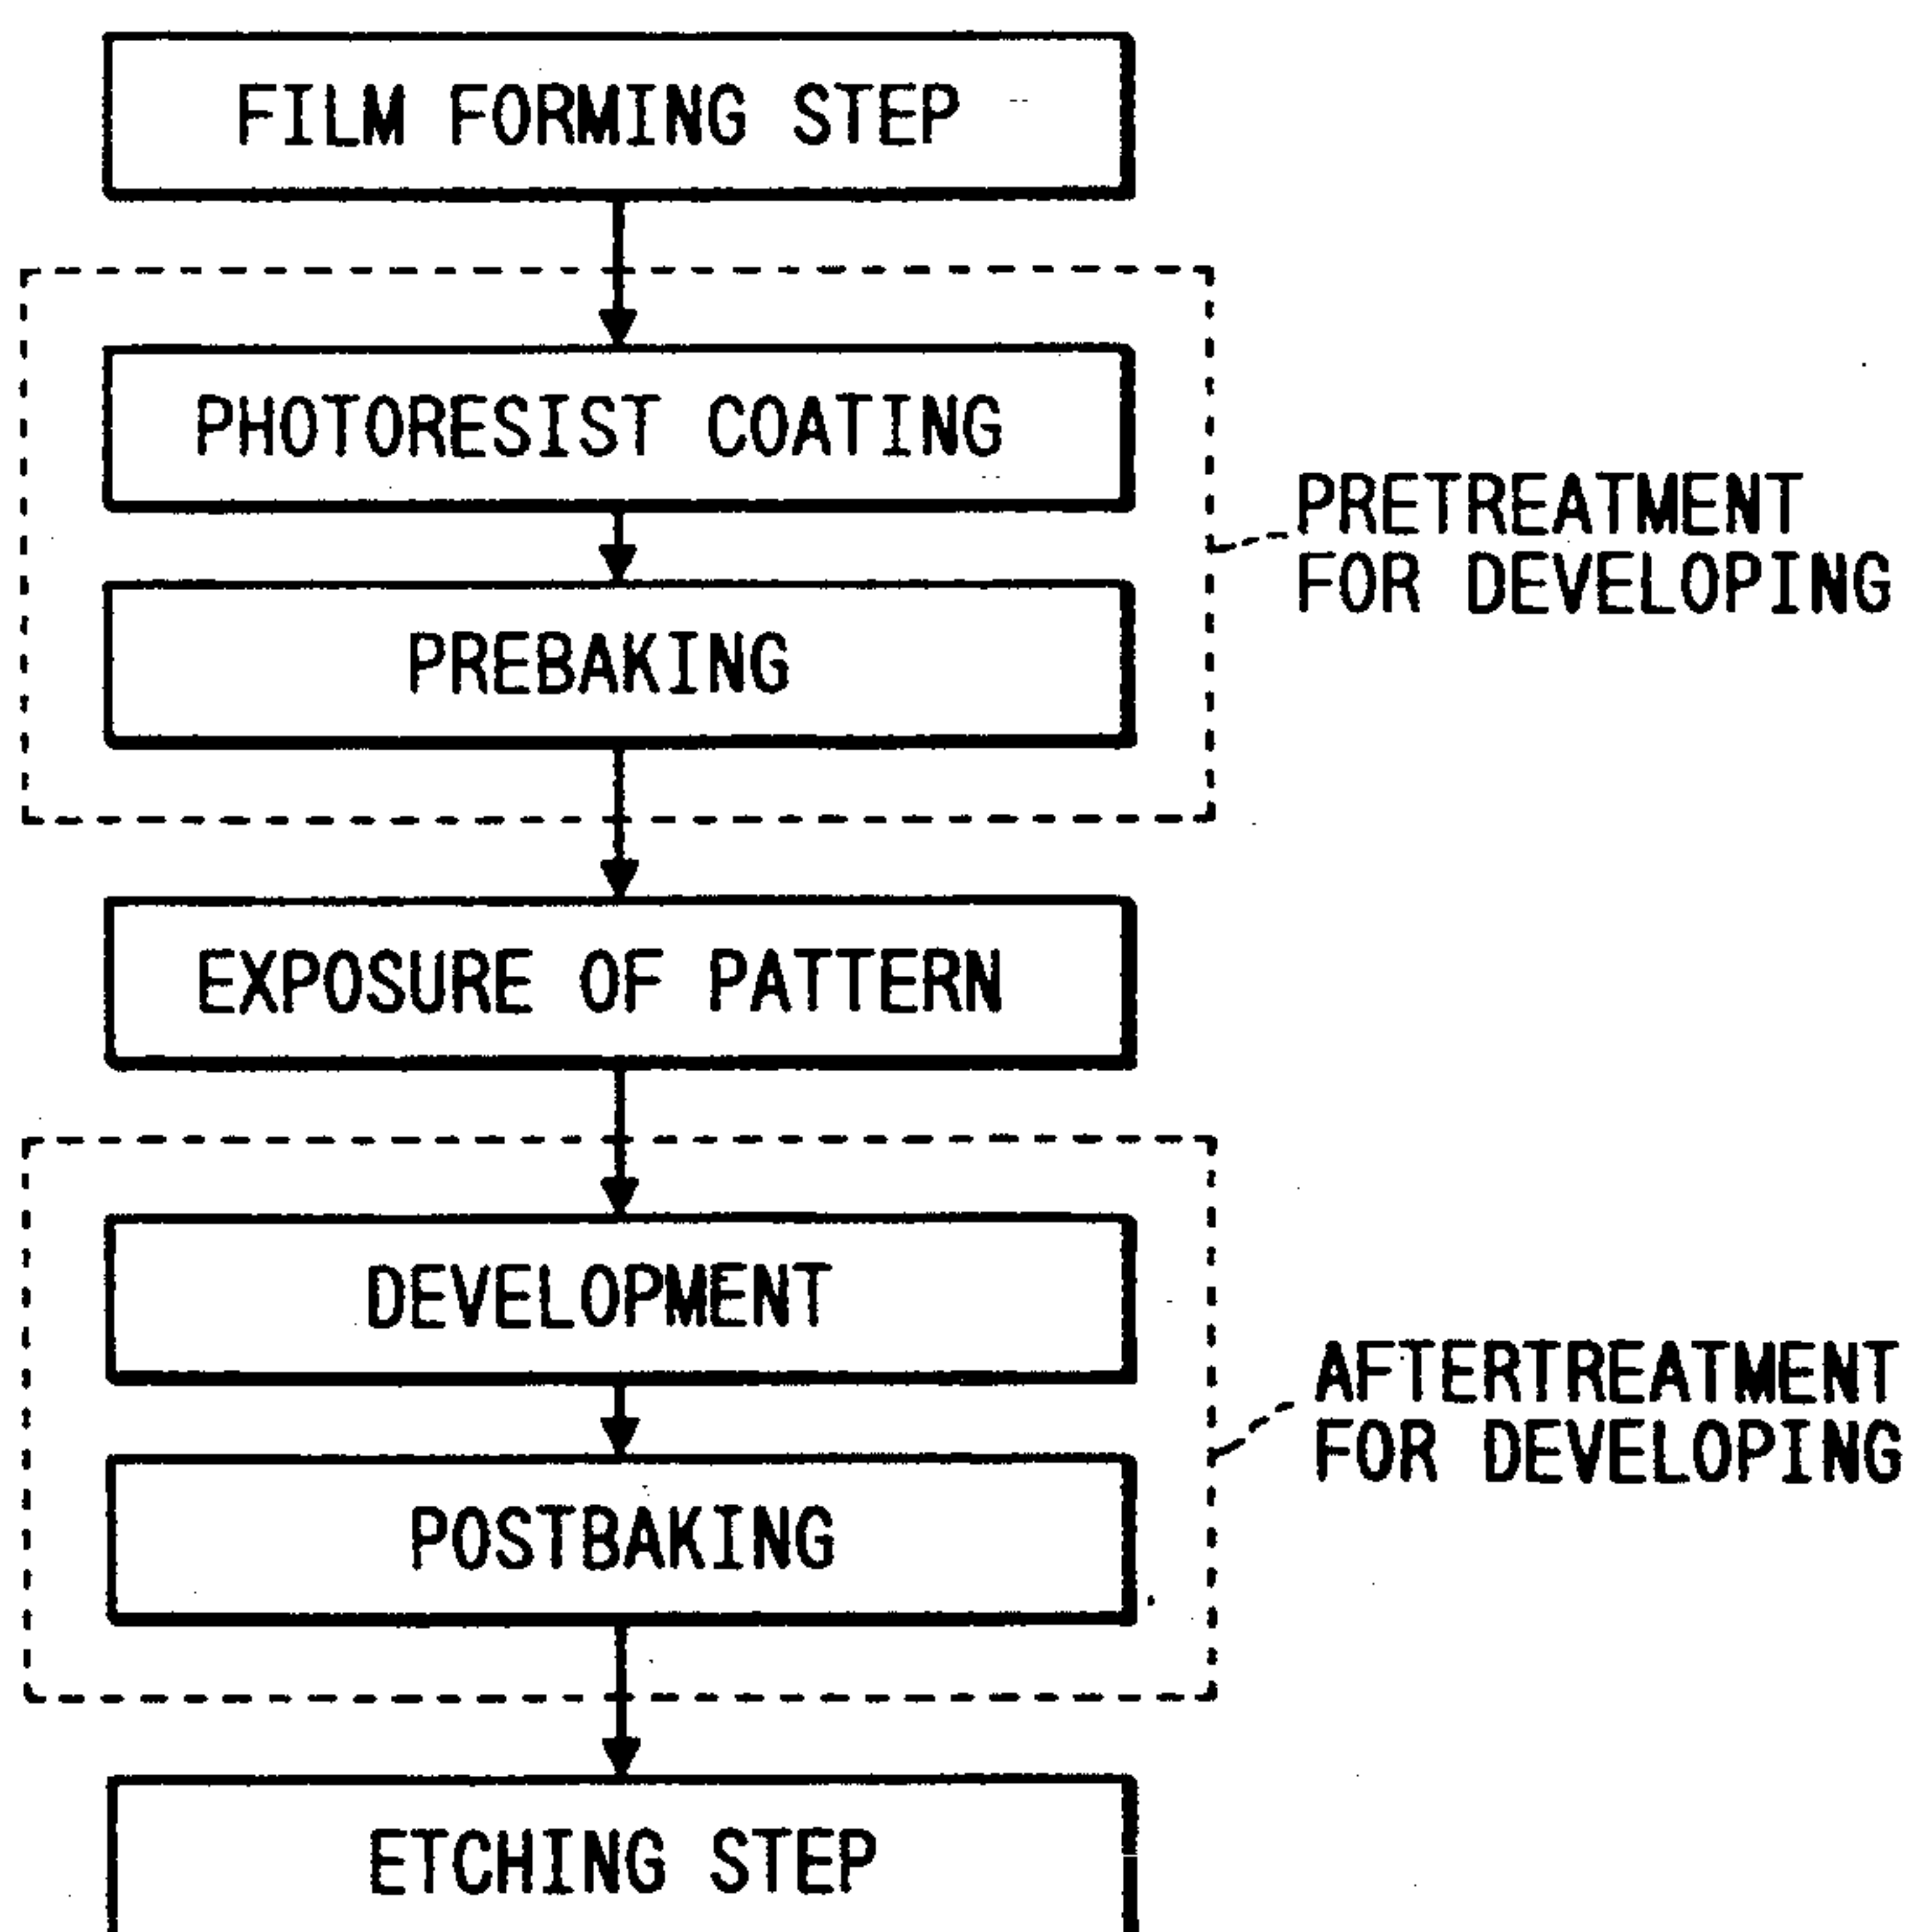 FILM FORMING STEP
PHOTORESIST COATING
PRETREATMENT
FOR DEVELOPING
PREBAKING
EXPOSURE OF PATTERN
DEVELOPMENT
AFTERTREATMENT
FOR DEVELOPING
POSTBAKING
ETCHING STEP